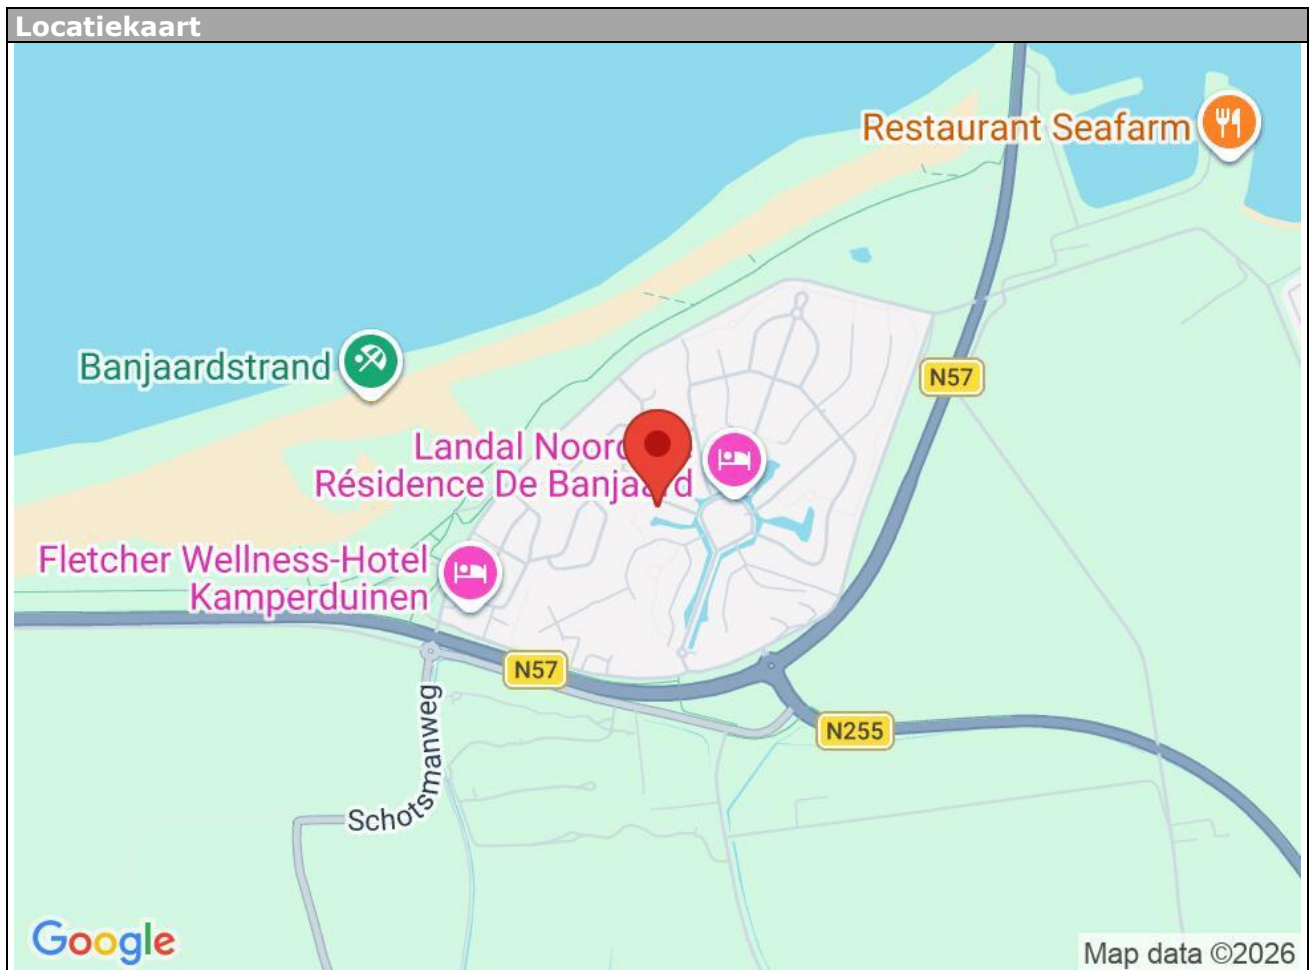 Locatiekaart
Restaurant Seafarm
Banjaardstrand
N57
Landal Noord
Résidence De Banjaard
Fletcher Wellness-Hotel
Kamperduinen
N57
N255
Schotsmanweg
Google
Map data ©2026